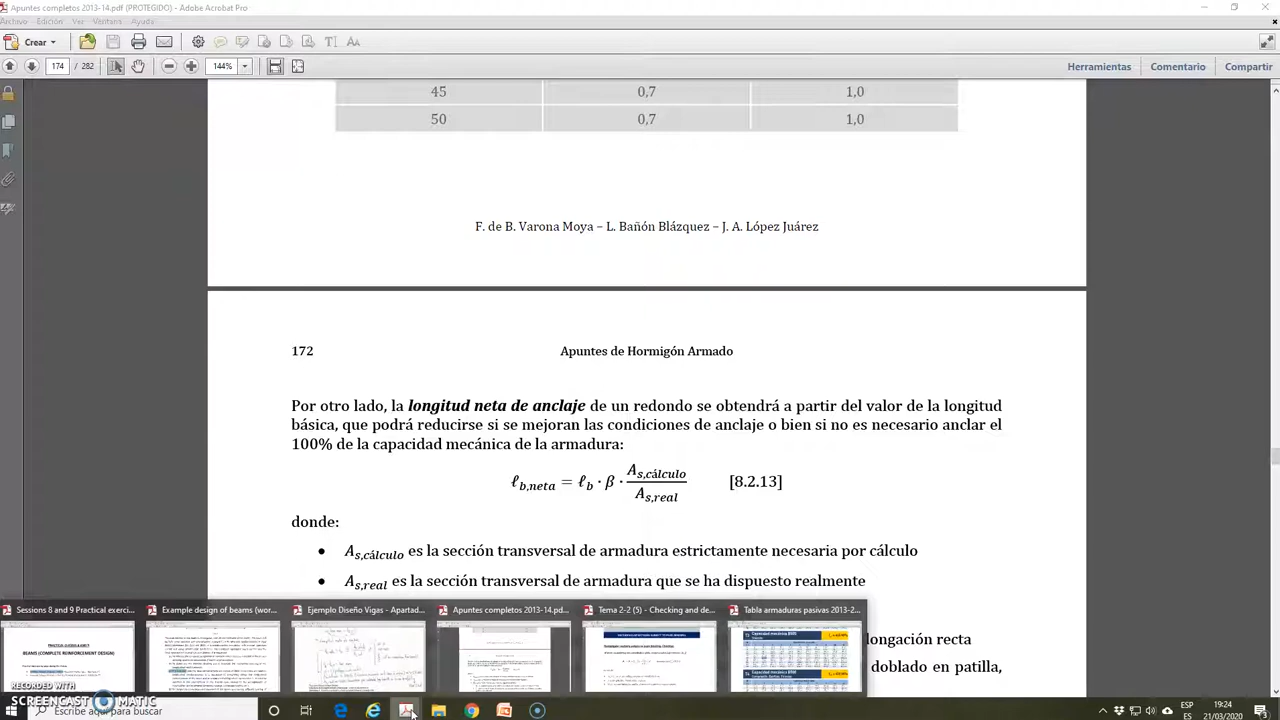 Apuntes completos 2013-14.pdf (PROTEGIDO) - Adobe Acrobat Pro
Archivo Edición Ver Ventana Ayuda
Crear
174 / 282
144%
Herramientas Comentario Compartir
45 0,7 1,0
50 0,7 1,0
F. de B. Varona Moya – L. Bañón Blázquez – J. A. López Juárez
172 Apuntes de Hormigón Armado
Por otro lado, la longitud neta de anclaje de un redondo se obtendrá a partir del valor de la longitud
básica, que podrá reducirse si se mejoran las condiciones de anclaje o bien si no es necesario anclar el
100% de la capacidad mecánica de la armadura:
ℓb,neta = ℓb · β · As,cálculo / As,real [8.2.13]
donde:
• As,cálculo es la sección transversal de armadura estrictamente necesaria por cálculo
• As,real es la sección transversal de armadura que se ha dispuesto realmente
Sessions 8 and 9 Practical exerci...
Example design of beams (wor...
Ejemplo Diseño Vigas - Apartad...
Apuntes completos 2013-14.pd...
Tema 2-2 (5) - Checking and de...
Tabla armaduras pasivas 2013-2...
ongación recta
doblado en patilla,
BEAMS (COMPLETE REINFORCEMENT DESIGN)
RECORDED WITH
SCREENCAST MATIC
Escribe aquí para buscar
ESP
19:24
21/03/2020
3